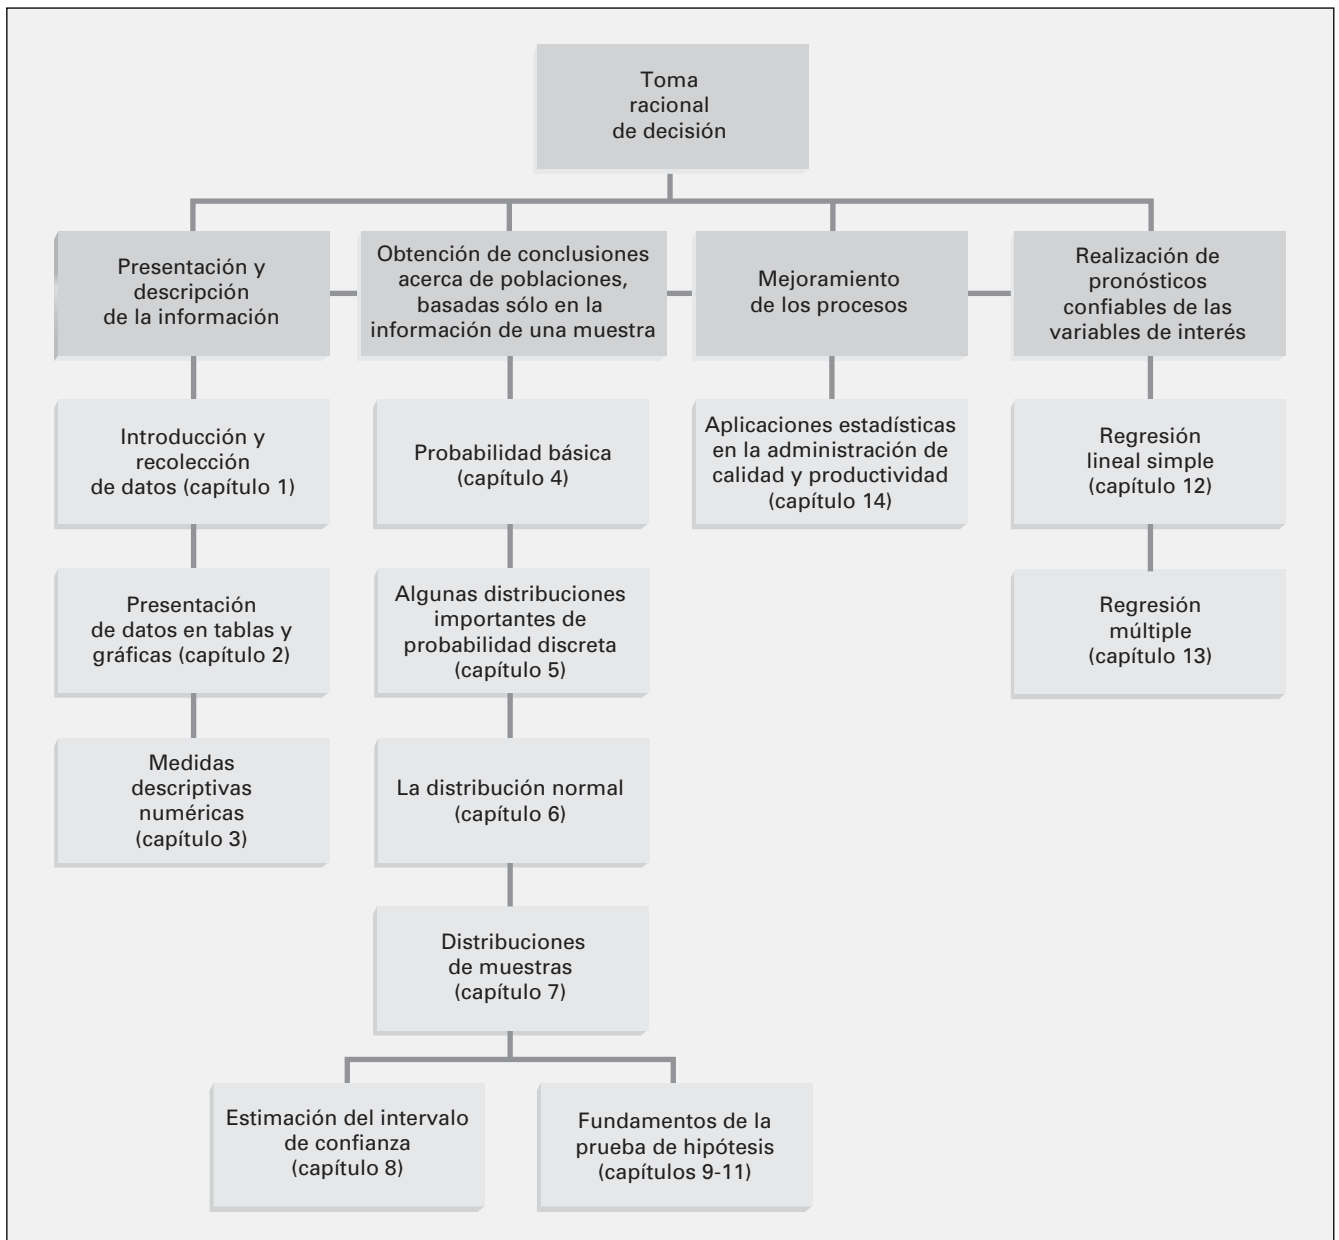 Toma
racional
de decisión
Presentación y
descripción
de la información
Obtención de conclusiones
acerca de poblaciones,
basadas sólo en la
información de una muestra
Mejoramiento
de los procesos
Realización de
pronósticos
confiables de las
variables de interés
Introducción y
recolección
de datos (capítulo 1)
Probabilidad básica
(capítulo 4)
Aplicaciones estadísticas
en la administración de
calidad y productividad
(capítulo 14)
Regresión
lineal simple
(capítulo 12)
Presentación
de datos en tablas y
gráficas (capítulo 2)
Algunas distribuciones
importantes de
probabilidad discreta
(capítulo 5)
Regresión
múltiple
(capítulo 13)
Medidas
descriptivas
numéricas
(capítulo 3)
La distribución normal
(capítulo 6)
Distribuciones
de muestras
(capítulo 7)
Estimación del intervalo
de confianza
(capítulo 8)
Fundamentos de la
prueba de hipótesis
(capítulos 9-11)